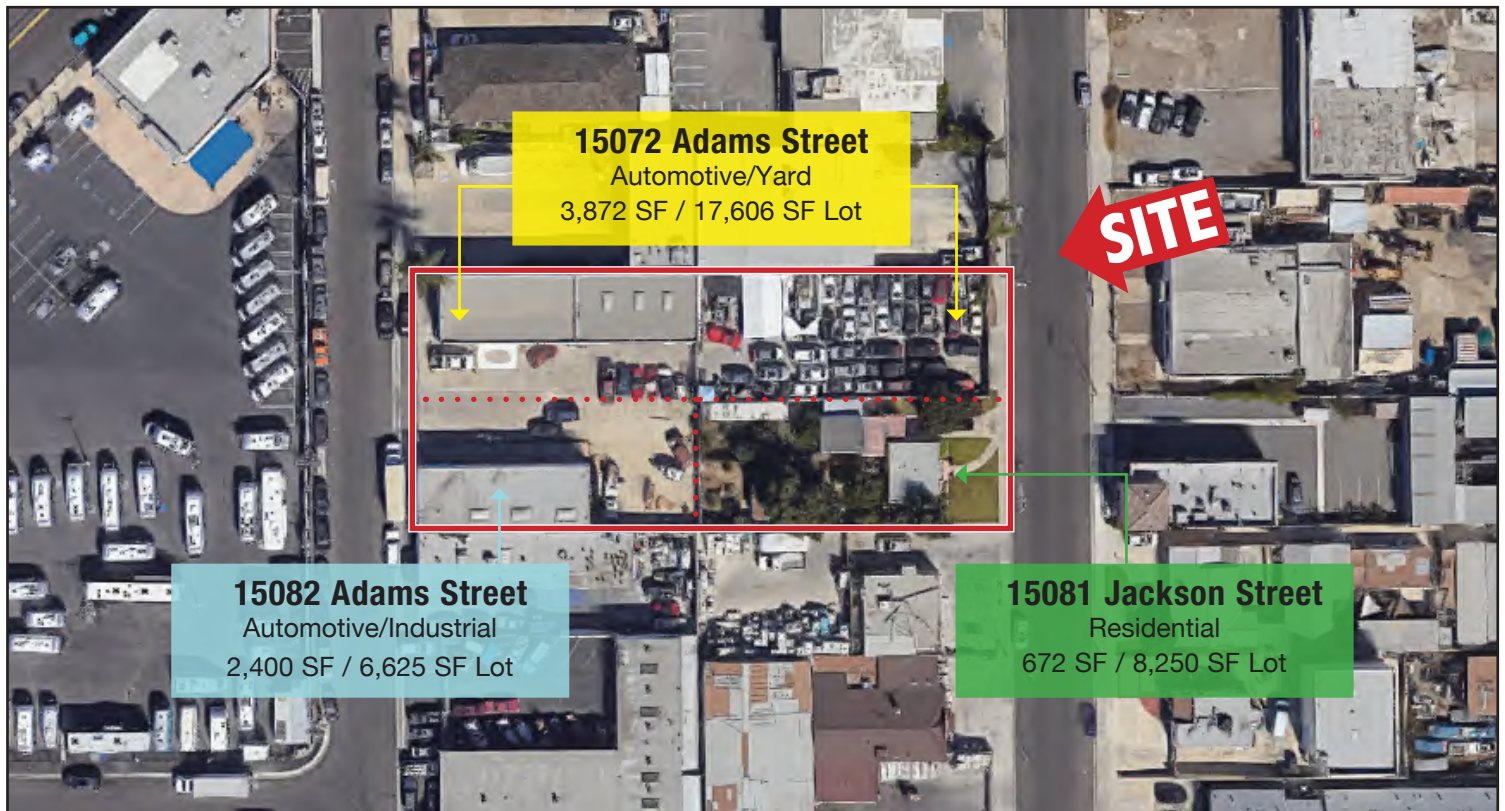 15072 Adams Street
Automotive/Yard
3,872 SF / 17,606 SF Lot
SITE
15082 Adams Street
Automotive/Industrial
2,400 SF / 6,625 SF Lot
15081 Jackson Street
Residential
672 SF / 8,250 SF Lot